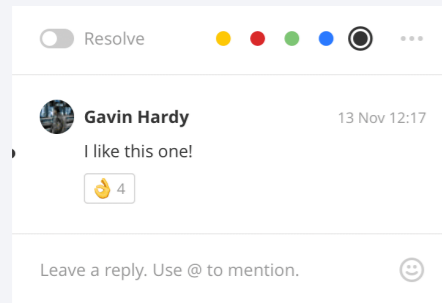 Resolve
Gavin Hardy
13 Nov 12:17
I like this one!
👌 4
Leave a reply. Use @ to mention.